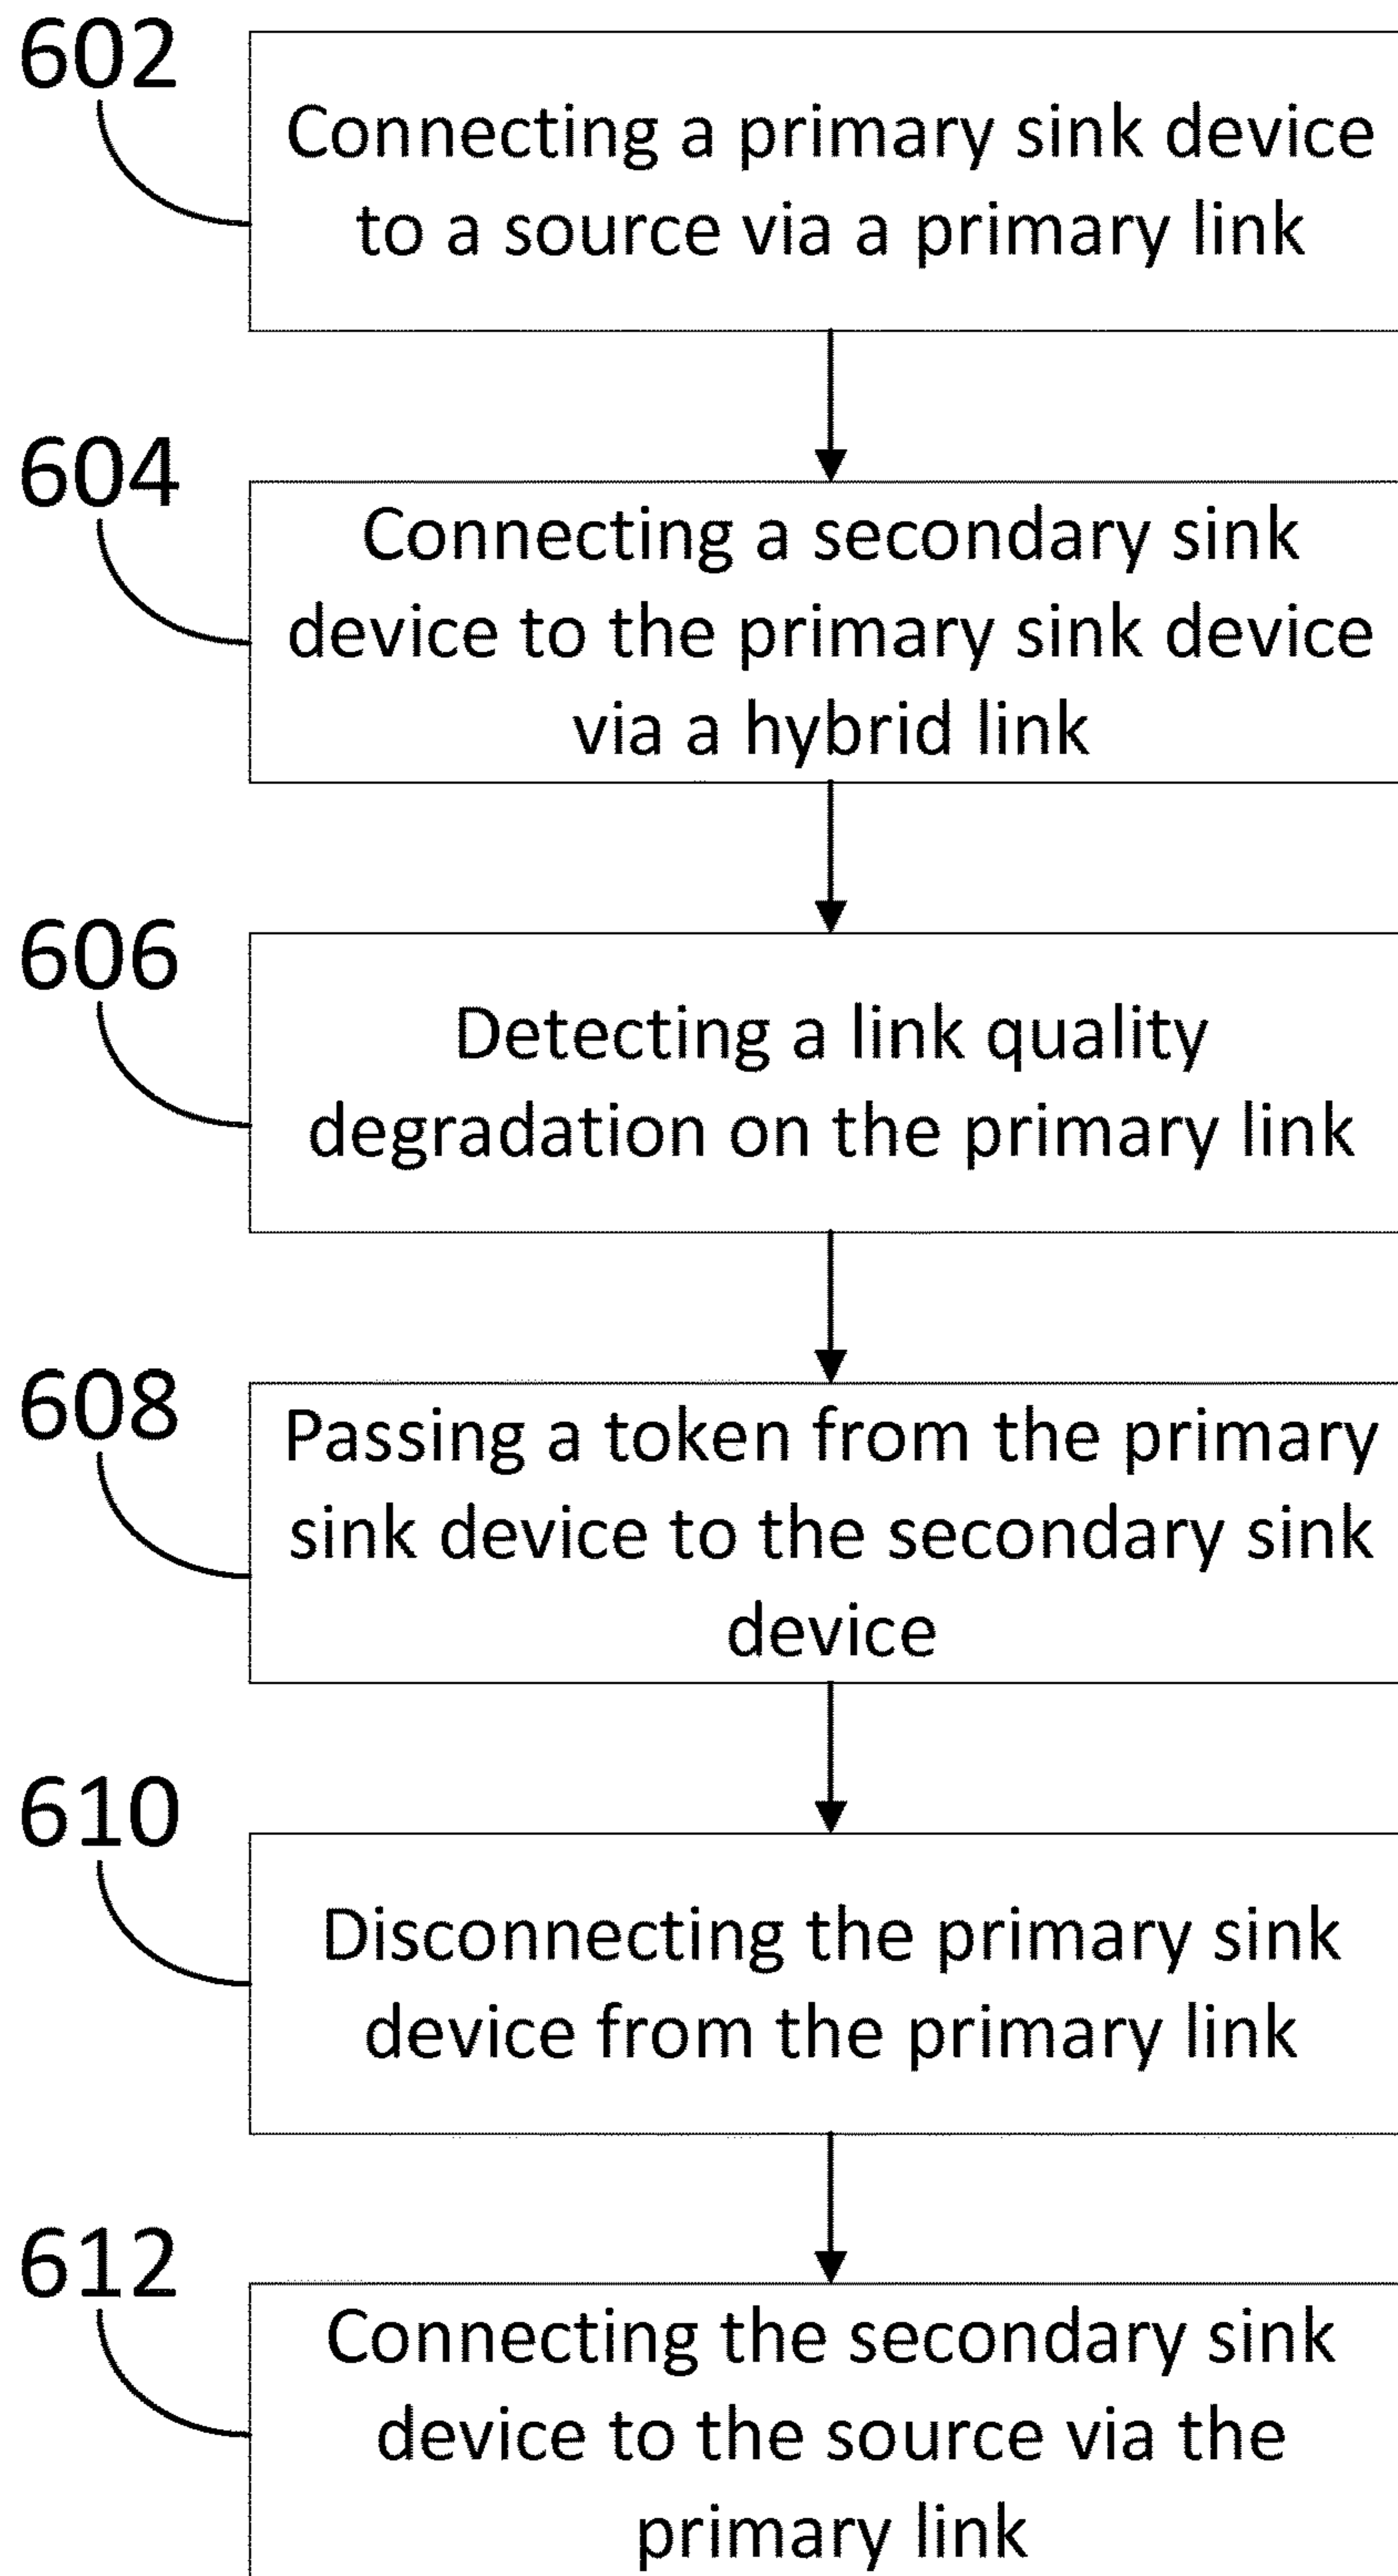 602
Connecting a primary sink device
to a source via a primary link
604
Connecting a secondary sink
device to the primary sink device
via a hybrid link
606
Detecting a link quality
degradation on the primary link
608
Passing a token from the primary
sink device to the secondary sink
device
610
Disconnecting the primary sink
device from the primary link
612
Connecting the secondary sink
device to the source via the
primary link